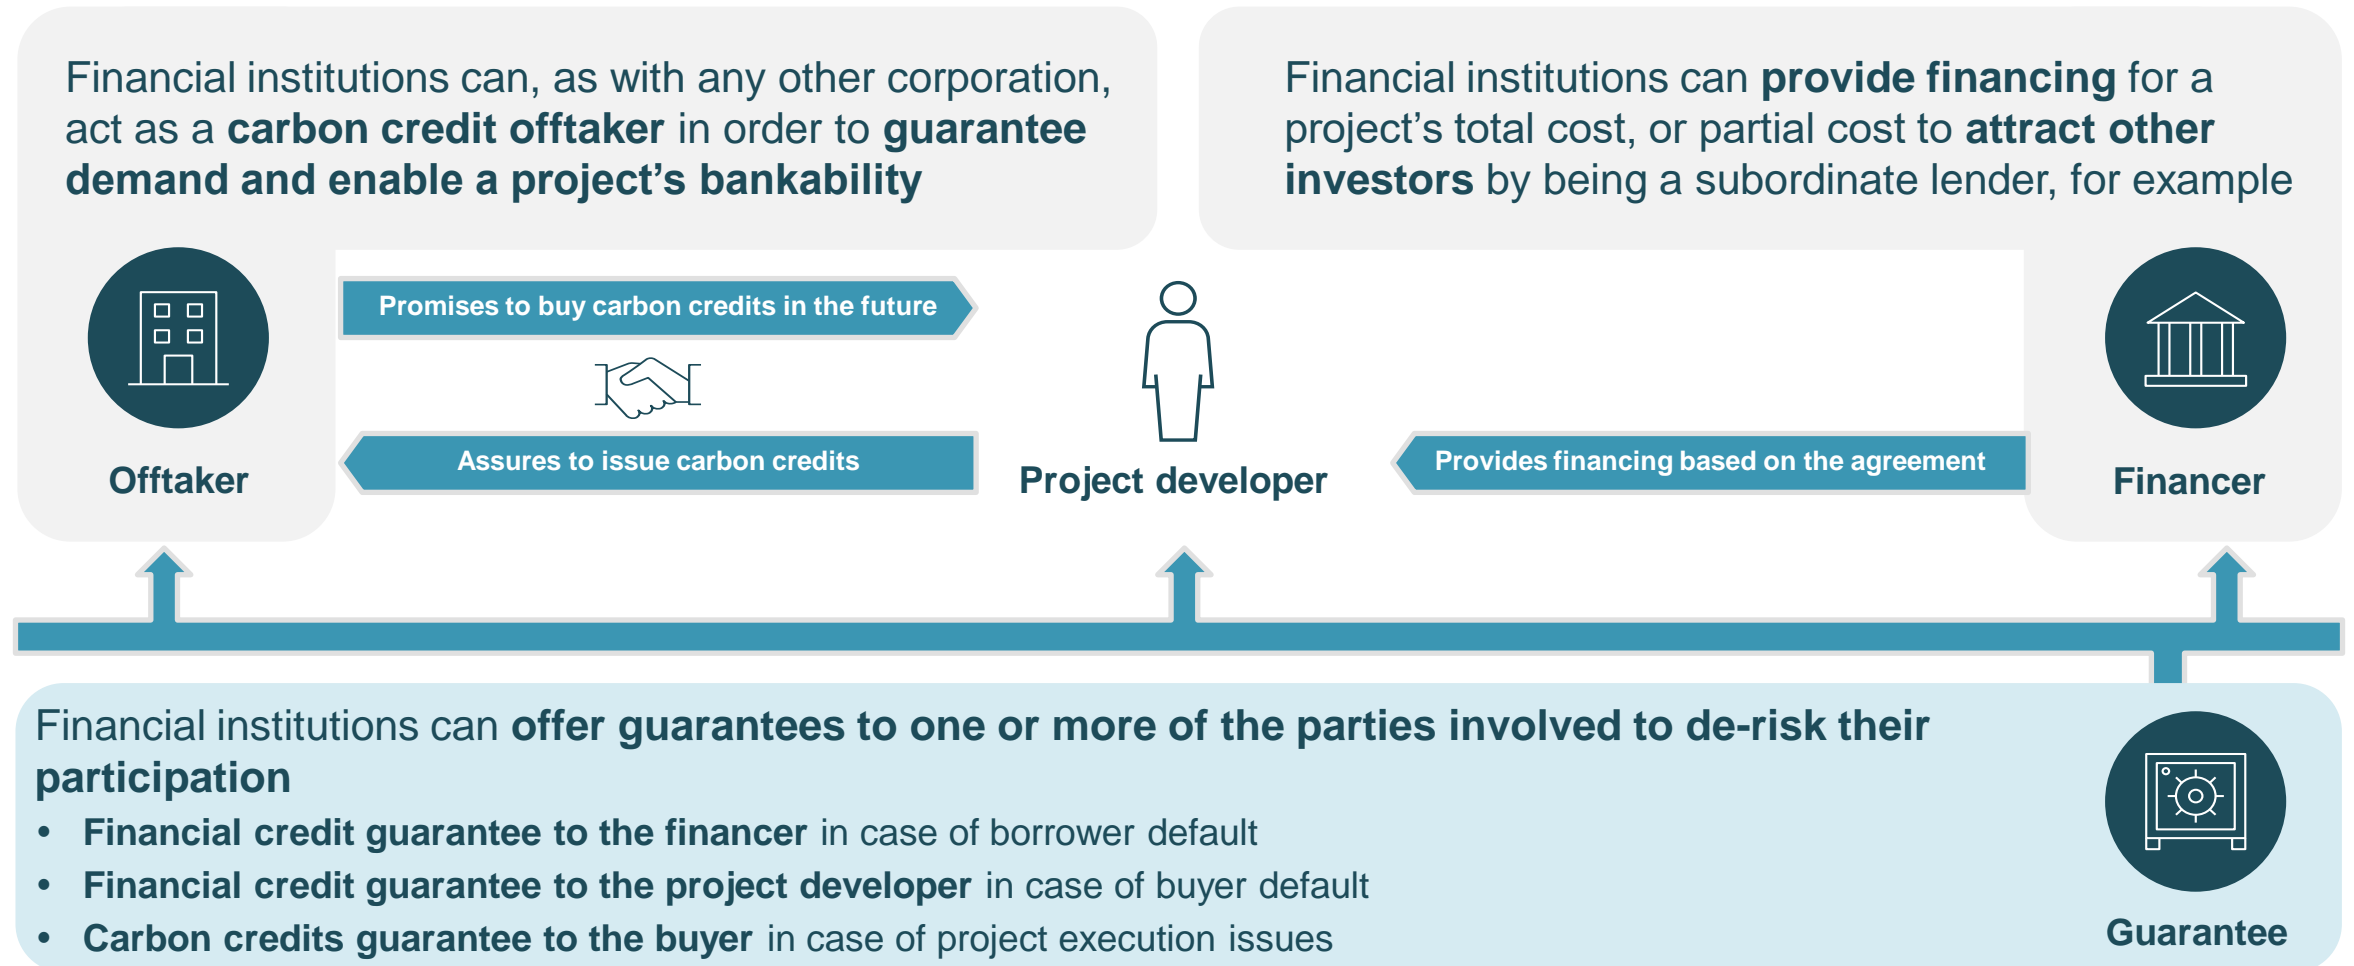 Financial institutions can, as with any other corporation,
act as a carbon credit offtaker in order to guarantee
demand and enable a project's bankability
Financial institutions can provide financing for a
project's total cost, or partial cost to attract other
investors by being a subordinate lender, for example
Promises to buy carbon credits in the future
Assures to issue carbon credits
Provides financing based on the agreement
Offtaker
Project developer
Financer
Financial institutions can offer guarantees to one or more of the parties involved to de-risk their
participation
• Financial credit guarantee to the financer in case of borrower default
• Financial credit guarantee to the project developer in case of buyer default
• Carbon credits guarantee to the buyer in case of project execution issues
Guarantee